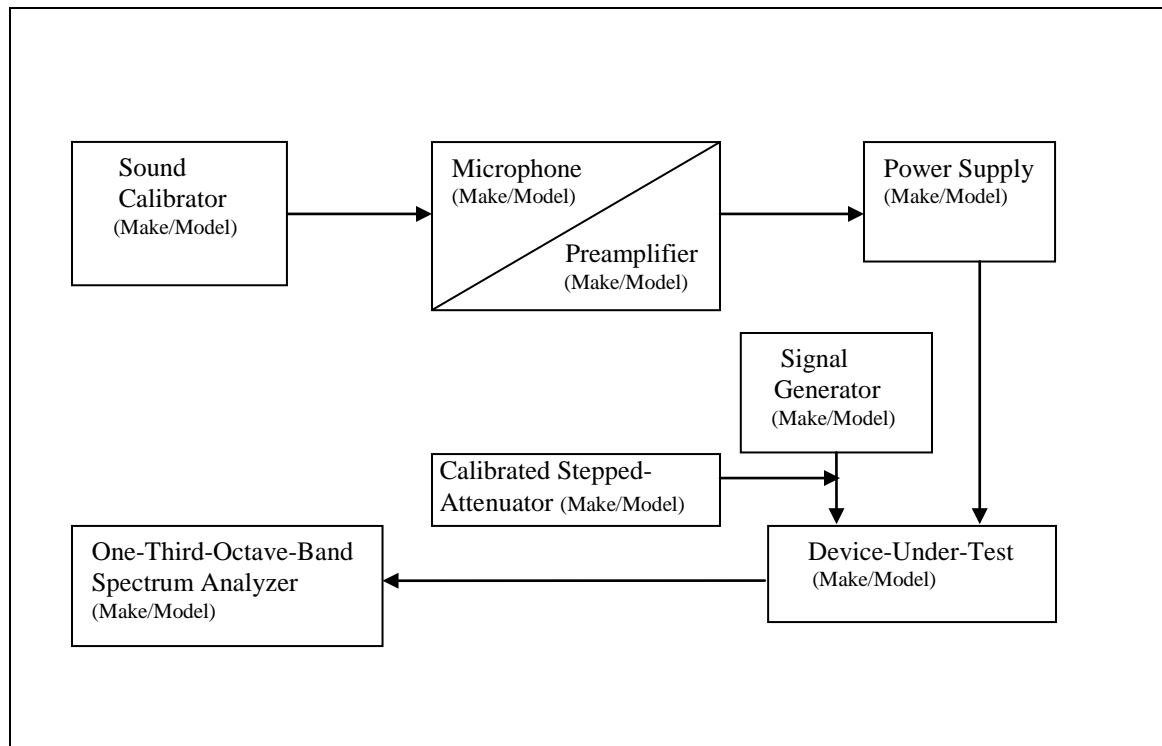 Sound
Calibrator
(Make/Model)
Microphone
(Make/Model)
Preamplifier
(Make/Model)
Power Supply
(Make/Model)
Signal
Generator
(Make/Model)
Calibrated Stepped-
Attenuator (Make/Model)
One-Third-Octave-Band
Spectrum Analyzer
(Make/Model)
Device-Under-Test
(Make/Model)